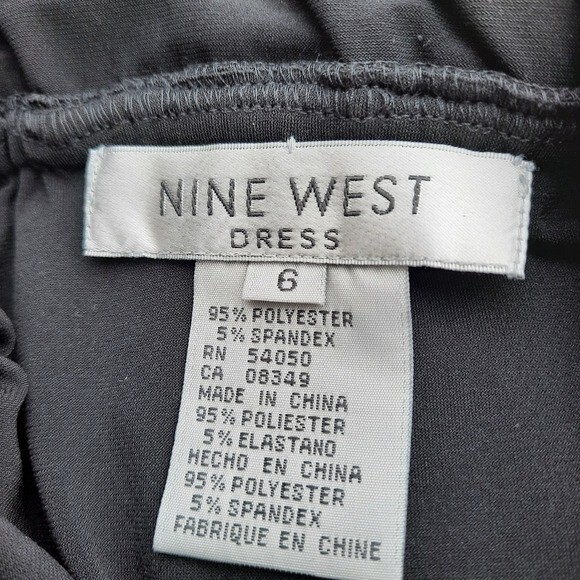 NINE WEST
DRESS
6
95% POLYESTER
5% SPANDEX
RN 54050
CA 08349
MADE IN CHINA
95% POLIESTER
5% ELASTANO
HECHO EN CHINA
95% POLYESTER
5% SPANDEX
FABRIQUE EN CHINE